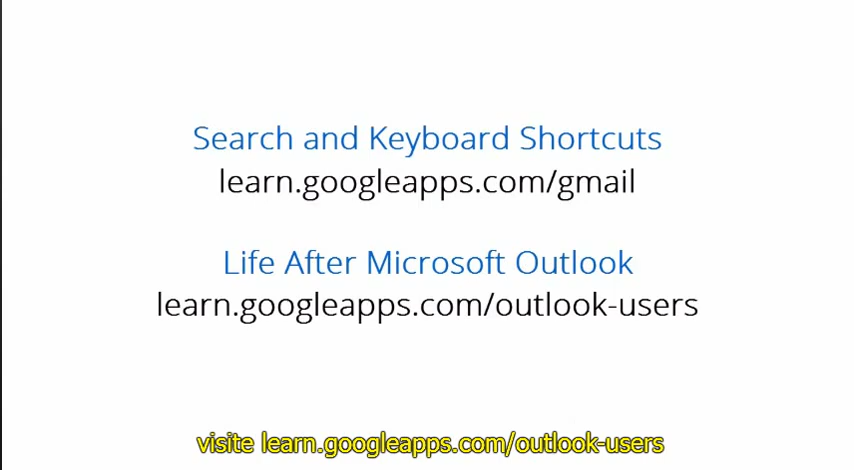 Search and Keyboard Shortcuts
learn.googleapps.com/gmail
Life After Microsoft Outlook
learn.googleapps.com/outlook-users
visite learn.googleapps.com/outlook-users